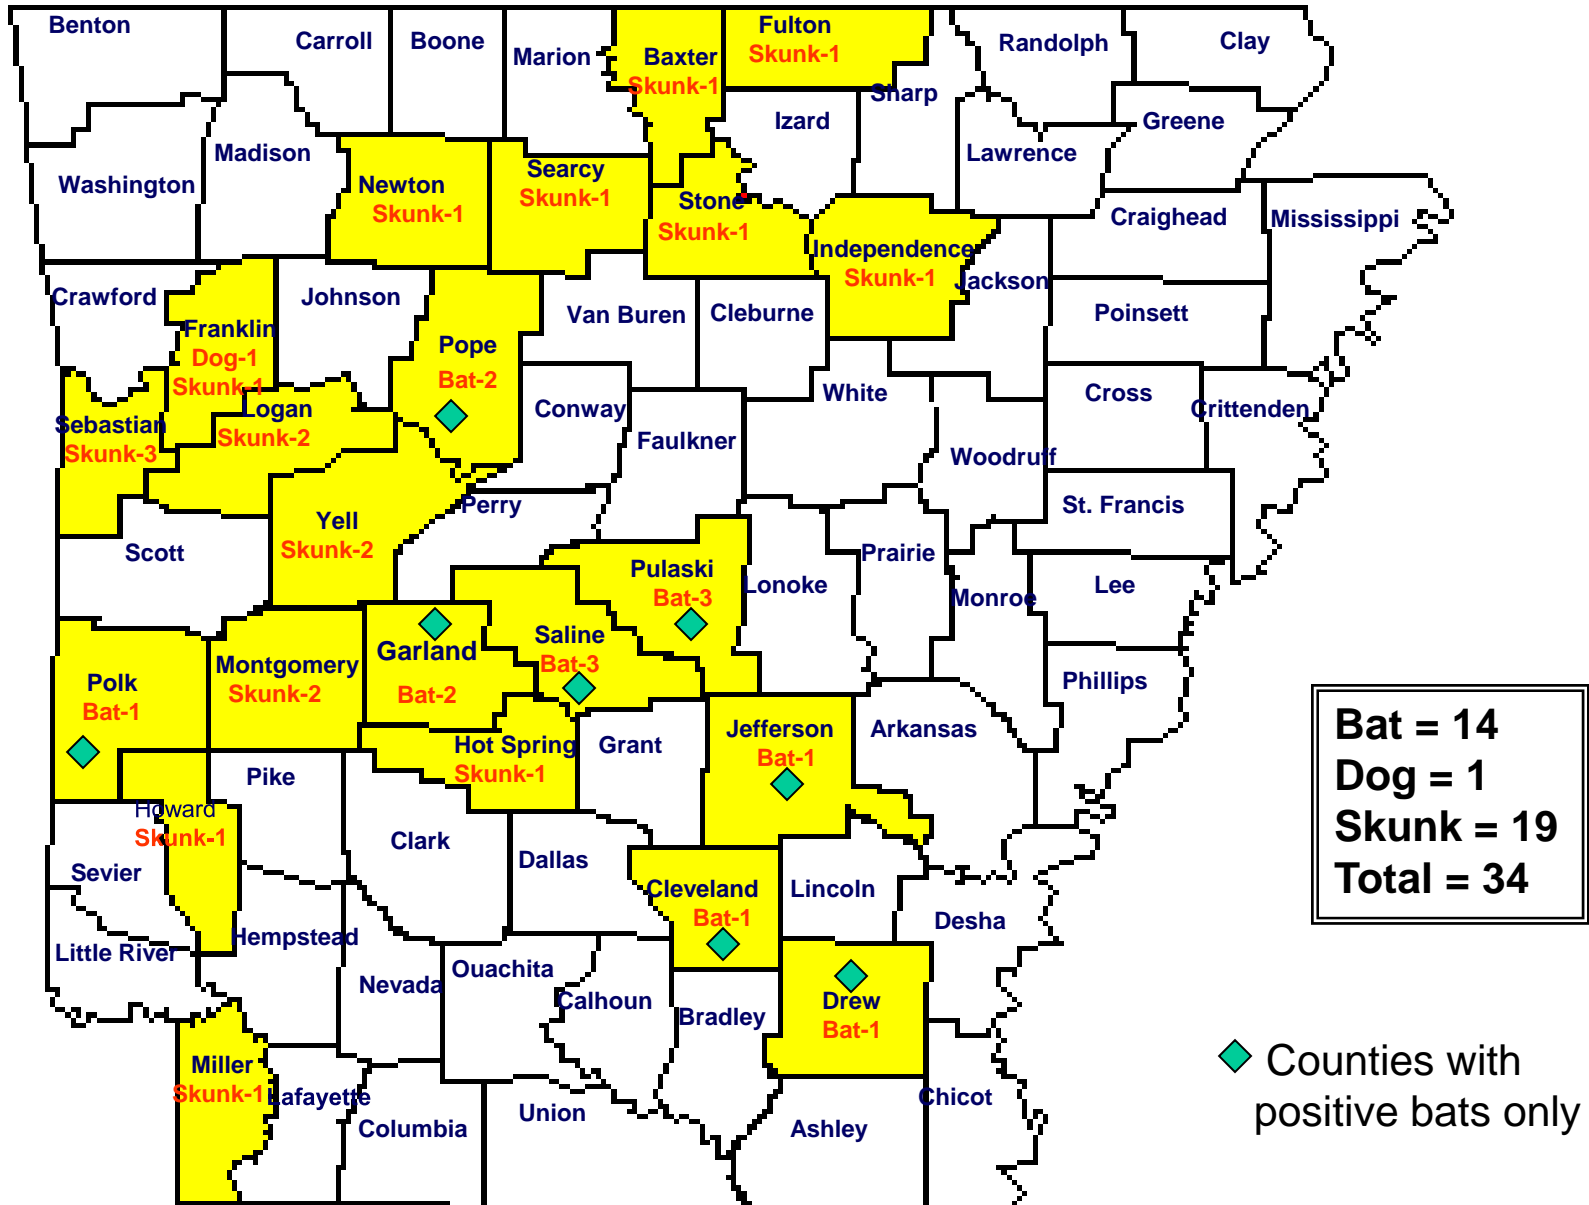 Benton
Carroll
Boone
Marion
Baxter
Skunk-1
Fulton
Skunk-1
Sharp
Randolph
Clay
Izard
Greene
Lawrence
Washington
Madison
Newton
Skunk-1
Searcy
Skunk-1
Stone
Skunk-1
Independence
Skunk-1
Jackson
Craighead
Mississippi
Crawford
Franklin
Dog-1
Skunk-1
Johnson
Pope
Bat-2
Van Buren
Cleburne
Poinsett
Sebastian
Skunk-3
Logan
Skunk-2
Conway
Faulkner
White
Woodruff
Cross
Crittenden
Yell
Skunk-2
Perry
St. Francis
Scott
Pulaski
Bat-3
Lonoke
Prairie
Monroe
Lee
Polk
Bat-1
Montgomery
Skunk-2
Garland
Bat-2
Saline
Bat-3
Phillips
Hot Spring
Skunk-1
Grant
Jefferson
Bat-1
Arkansas
Pike
Howard
Skunk-1
Clark
Dallas
Sevier
Cleveland
Bat-1
Lincoln
Desha
Little River
Hempstead
Nevada
Ouachita
Calhoun
Bradley
Drew
Bat-1
Miller
Skunk-1
Lafayette
Columbia
Union
Ashley
Chicot
Bat = 14
Dog = 1
Skunk = 19
Total = 34
Counties with
positive bats only